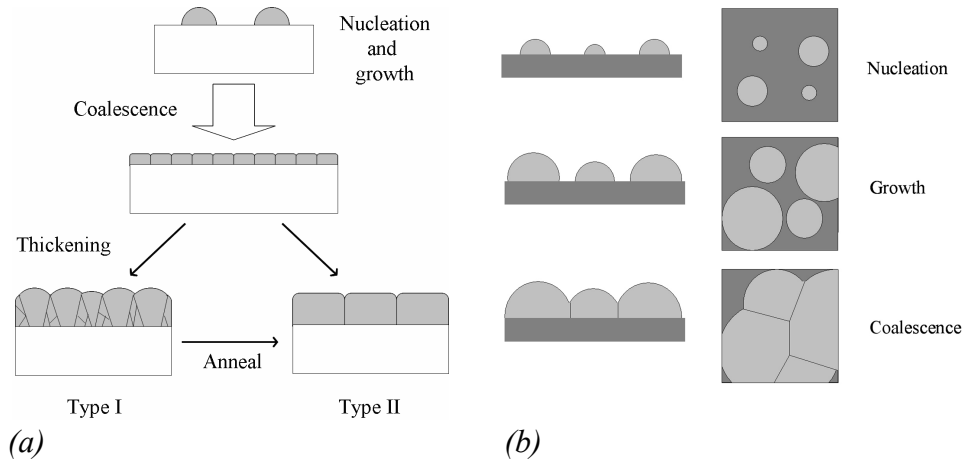 Nucleation
and
growth
Coalescence
Thickening
Anneal
Type I
Type II
(a)
Nucleation
Growth
Coalescence
(b)